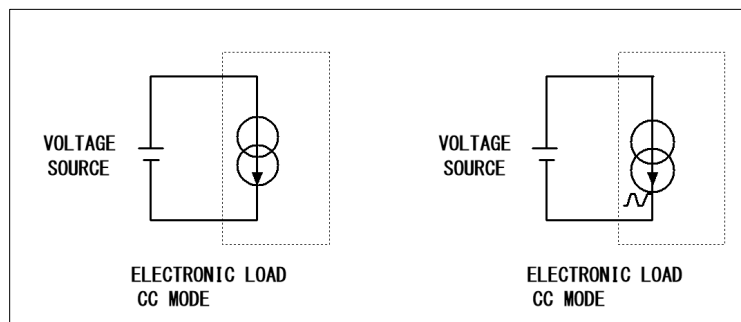 VOLTAGE
SOURCE
ELECTRONIC LOAD
CC MODE
VOLTAGE
SOURCE
ELECTRONIC LOAD
CC MODE